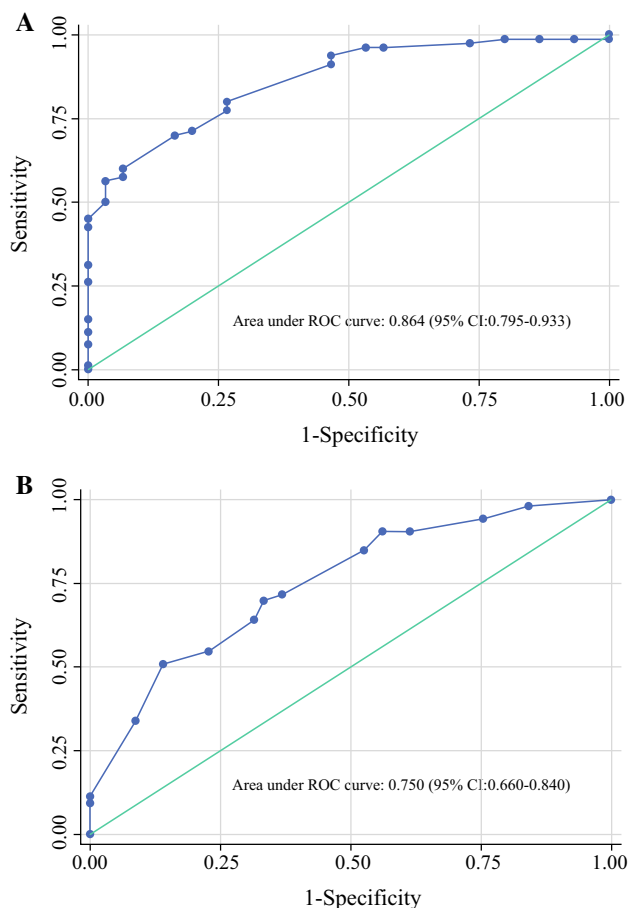 A
1.00
0.75
0.50
0.25
0.00
Sensitivity
Area under ROC curve: 0.864 (95% CI:0.795-0.933)
0.00 0.25 0.50 0.75 1.00
1-Specificity
B
1.00
0.75
0.50
0.25
0.00
Sensitivity
Area under ROC curve: 0.750 (95% CI:0.660-0.840)
0.00 0.25 0.50 0.75 1.00
1-Specificity